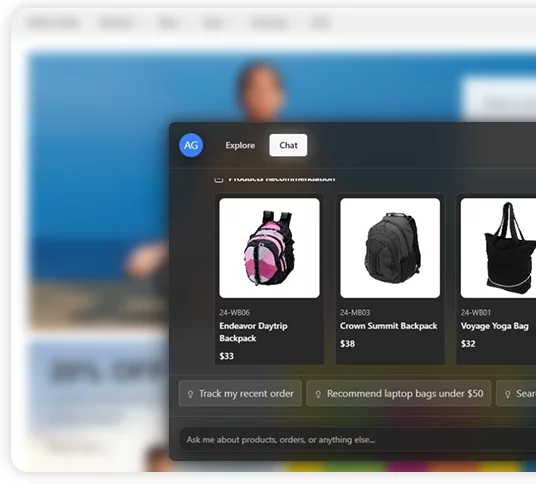 AG
Explore
Chat
Products Recommendation
24-WB06
Endeavor Daytrip
Backpack
$33
24-MB03
Crown Summit Backpack
$38
24-WB01
Voyage Yoga Bag
$32
Track my recent order
Recommend laptop bags under $50
Sear
Ask me about products, orders, or anything else...
20% OFF